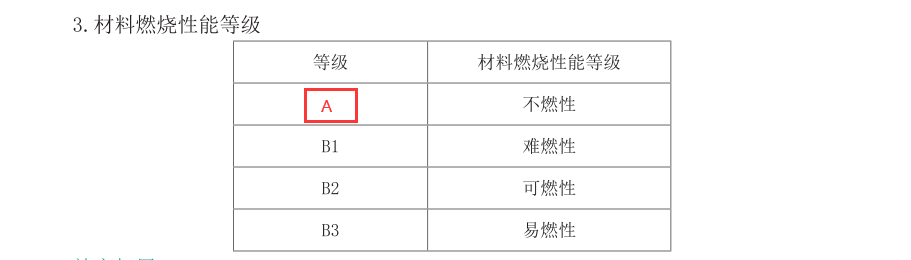 3.材料燃烧性能等级
等级 材料燃烧性能等级
A 不燃性
B1 难燃性
B2 可燃性
B3 易燃性